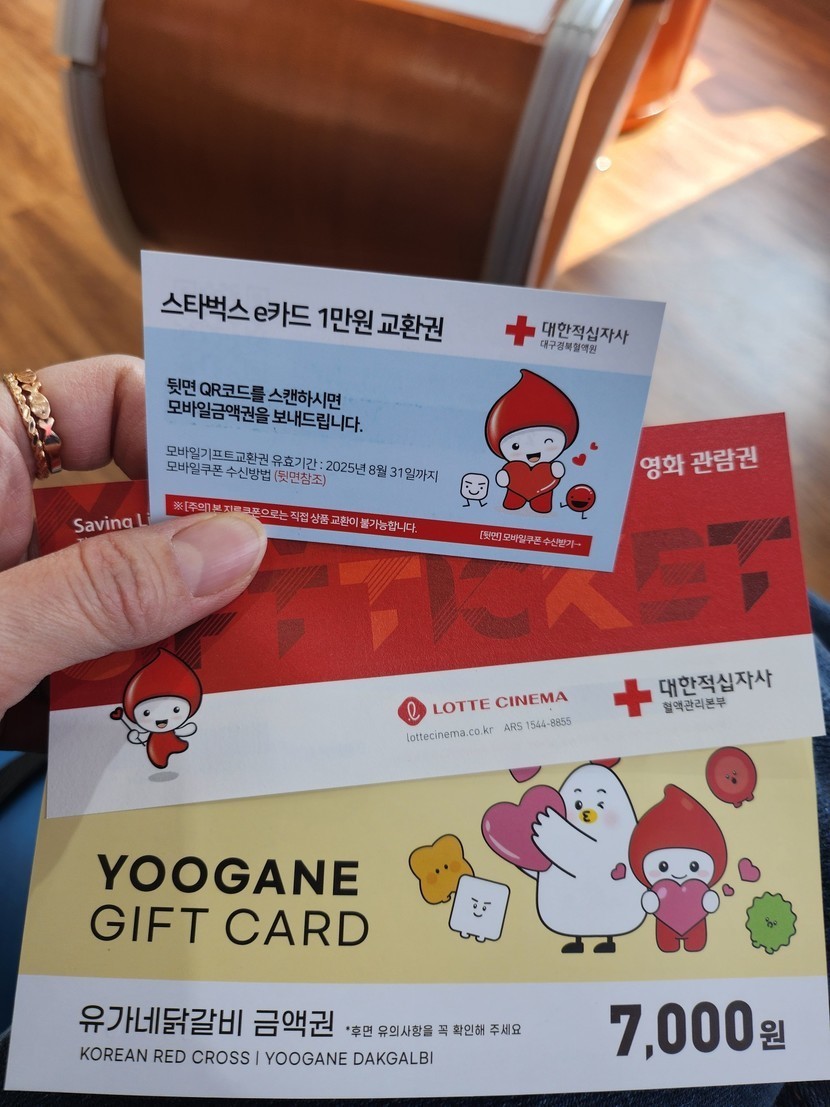 스타벅스 e카드 1만원 교환권
대한적십자사
대구경북혈액원
뒷면 QR코드를 스캔하시면
모바일금액권을 보내드립니다.
모바일기프트교환권 유효기간 : 2025년 8월 31일까지
모바일쿠폰 수신방법 (뒷면참조)
※ [주의] 본 지류쿠폰으로는 직접 상품 교환이 불가능합니다.
[뒷면] 모바일쿠폰 수신받기→
영화 관람권
Saving
GIFT TICKET
LOTTE CINEMA
lottecinema.co.kr ARS 1544-8855
대한적십자사
혈액관리본부
YOOGANE
GIFT CARD
유가네닭갈비 금액권 *후면 유의사항을 꼭 확인해 주세요
KOREAN RED CROSS | YOOGANE DAKGALBI
7,000원